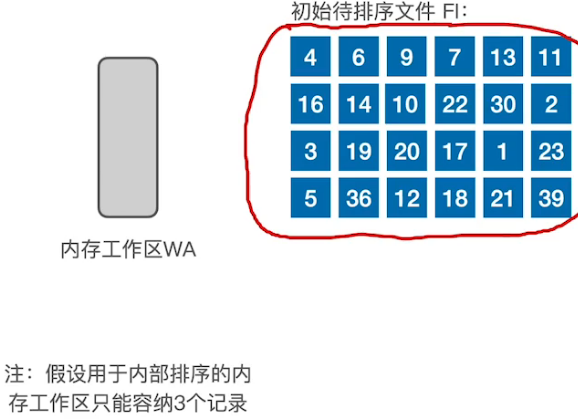 初始待排序文件 FI：
4 6 9 7 13 11
16 14 10 22 30 2
3 19 20 17 1 23
5 36 12 18 21 39
内存工作区WA
注：假设用于内部排序的内
存工作区只能容纳3个记录